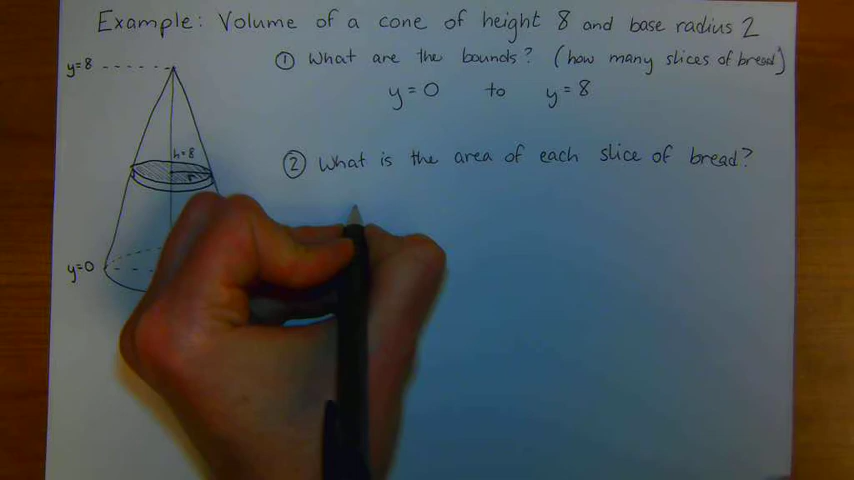 Example: Volume of a cone of height 8 and base radius 2
y=8
① What are the bounds? (how many slices of bread)
y=0 to y=8
h=8
② What is the area of each slice of bread?
r
y=0